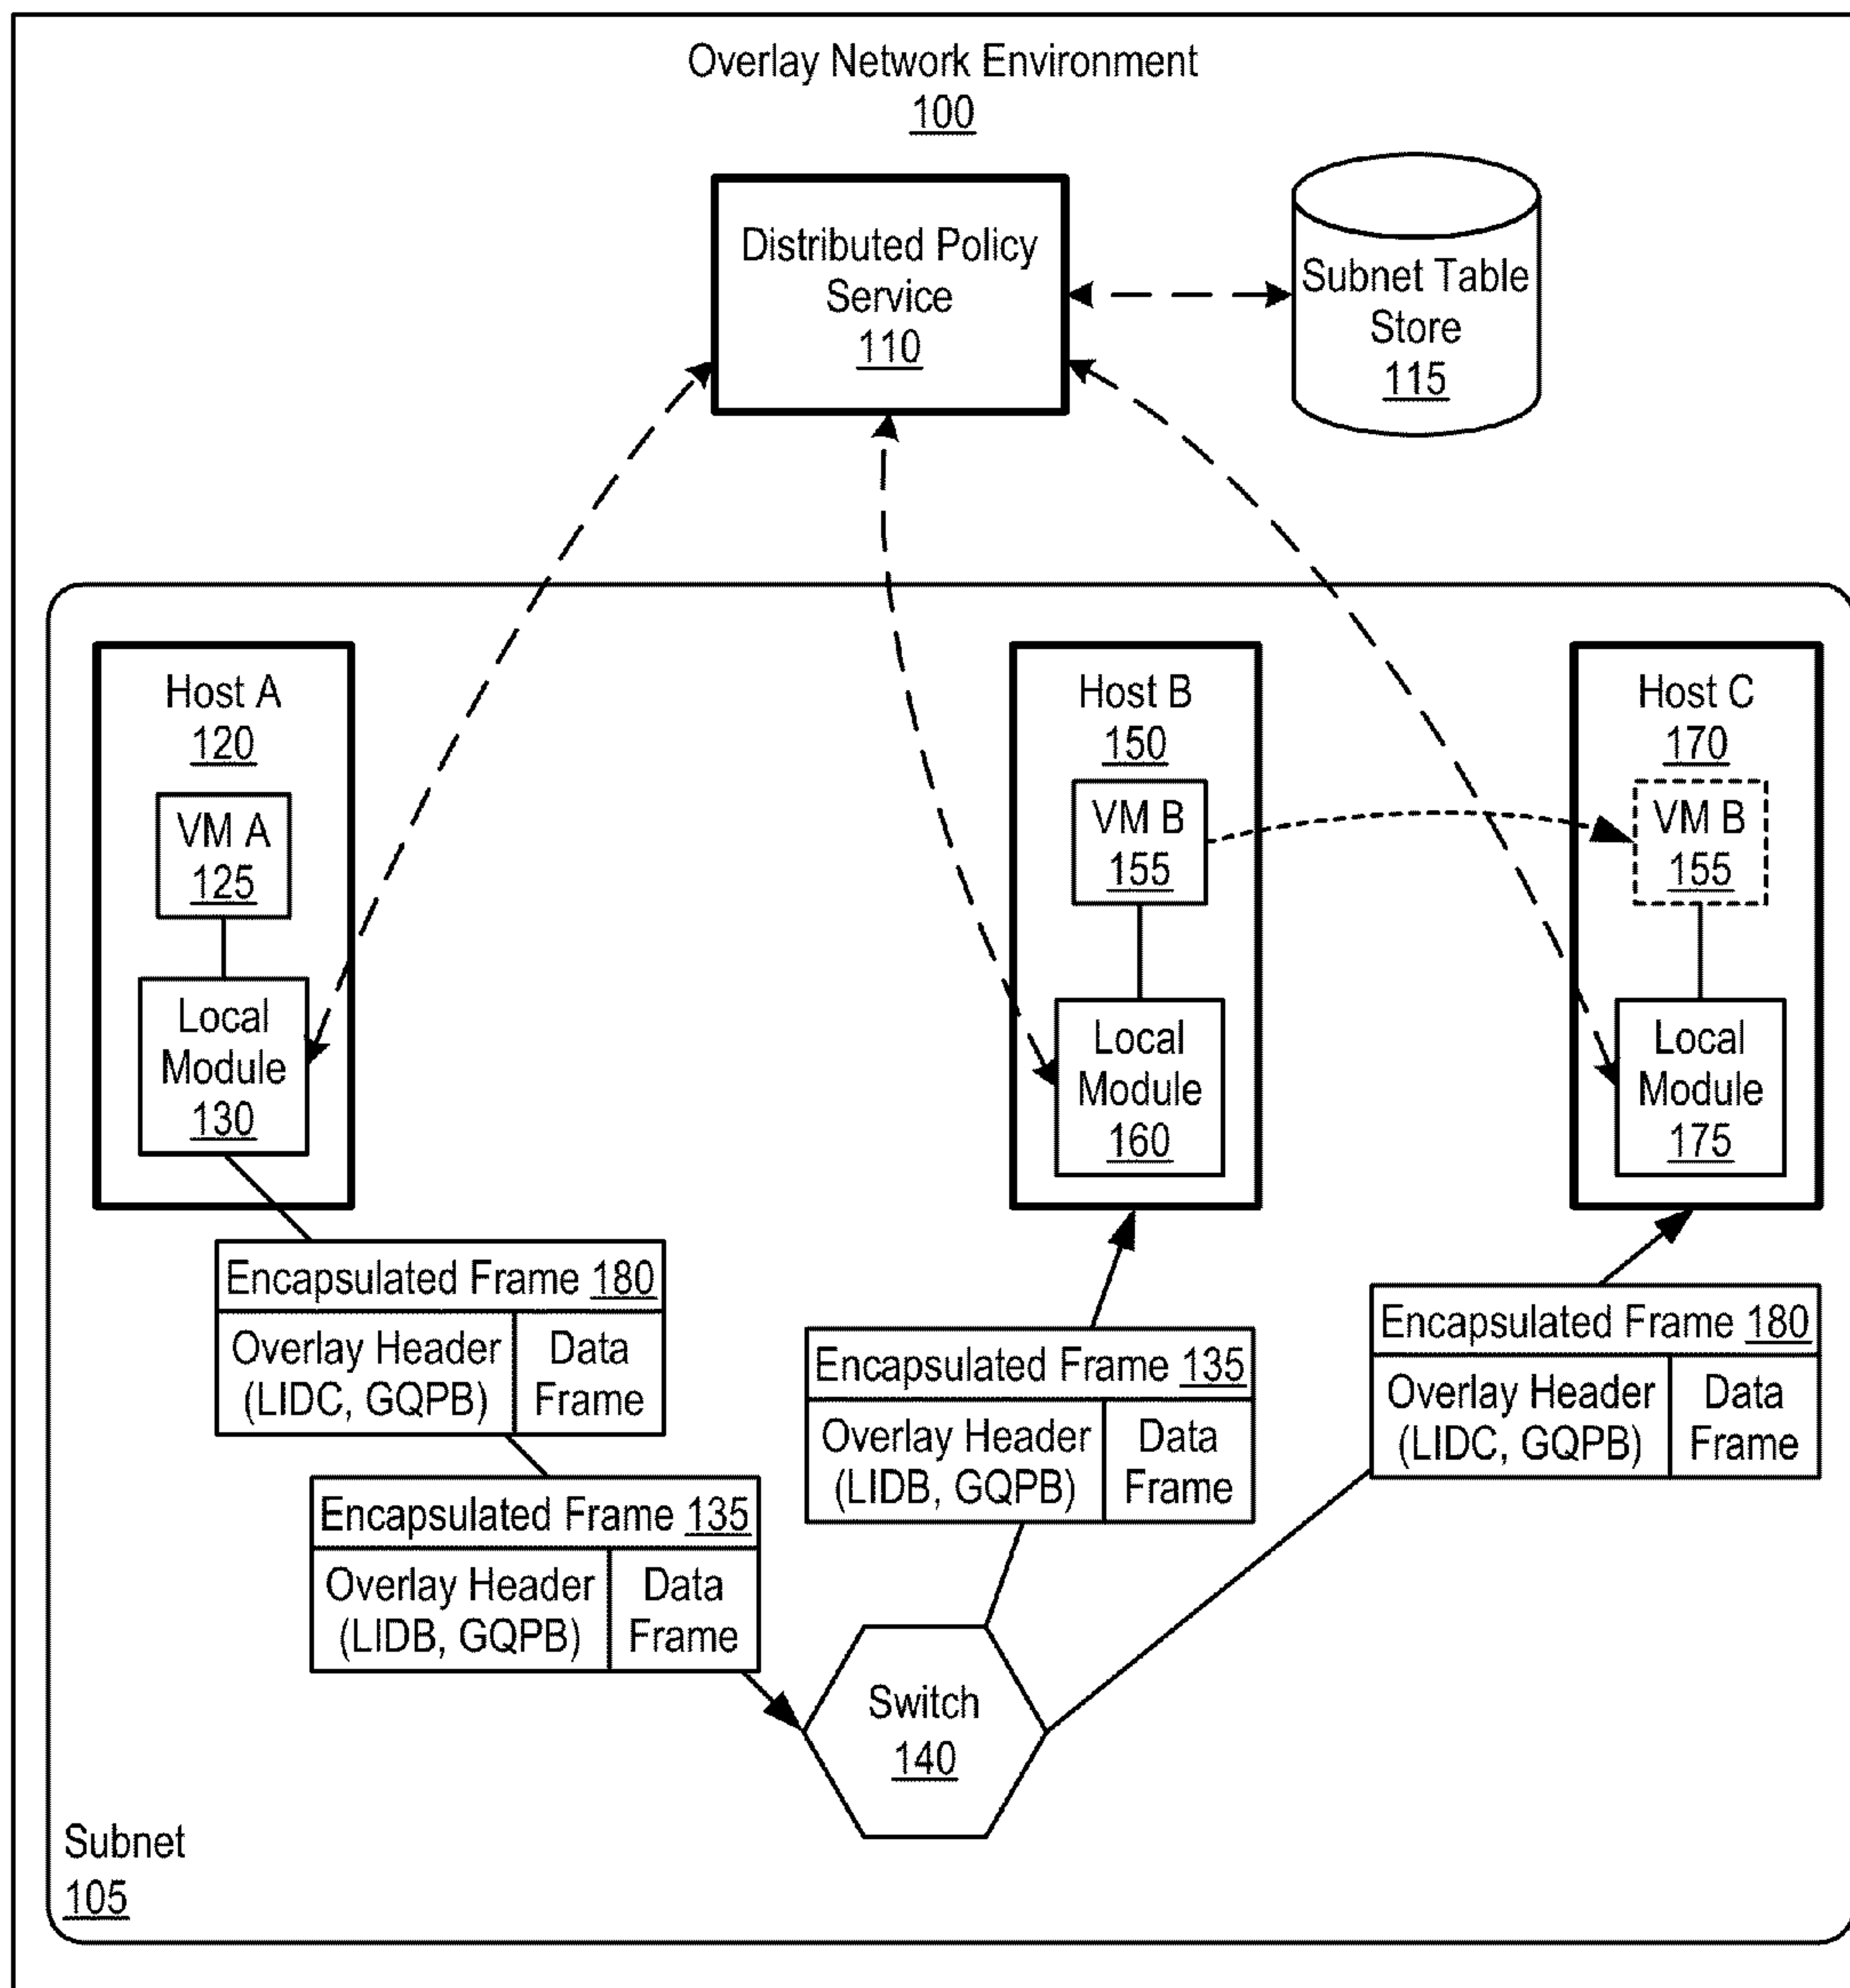 Overlay Network Environment
100
Distributed Policy
Service
110
Subnet Table
Store
115
Host A
120
VM A
125
Local
Module
130
Host B
150
VM B
155
Local
Module
160
Host C
170
VM B
155
Local
Module
175
Encapsulated Frame 180
Overlay Header
(LIDC, GQPB)
Data
Frame
Encapsulated Frame 135
Overlay Header
(LIDB, GQPB)
Data
Frame
Encapsulated Frame 135
Overlay Header
(LIDB, GQPB)
Data
Frame
Encapsulated Frame 180
Overlay Header
(LIDC, GQPB)
Data
Frame
Switch
140
Subnet
105